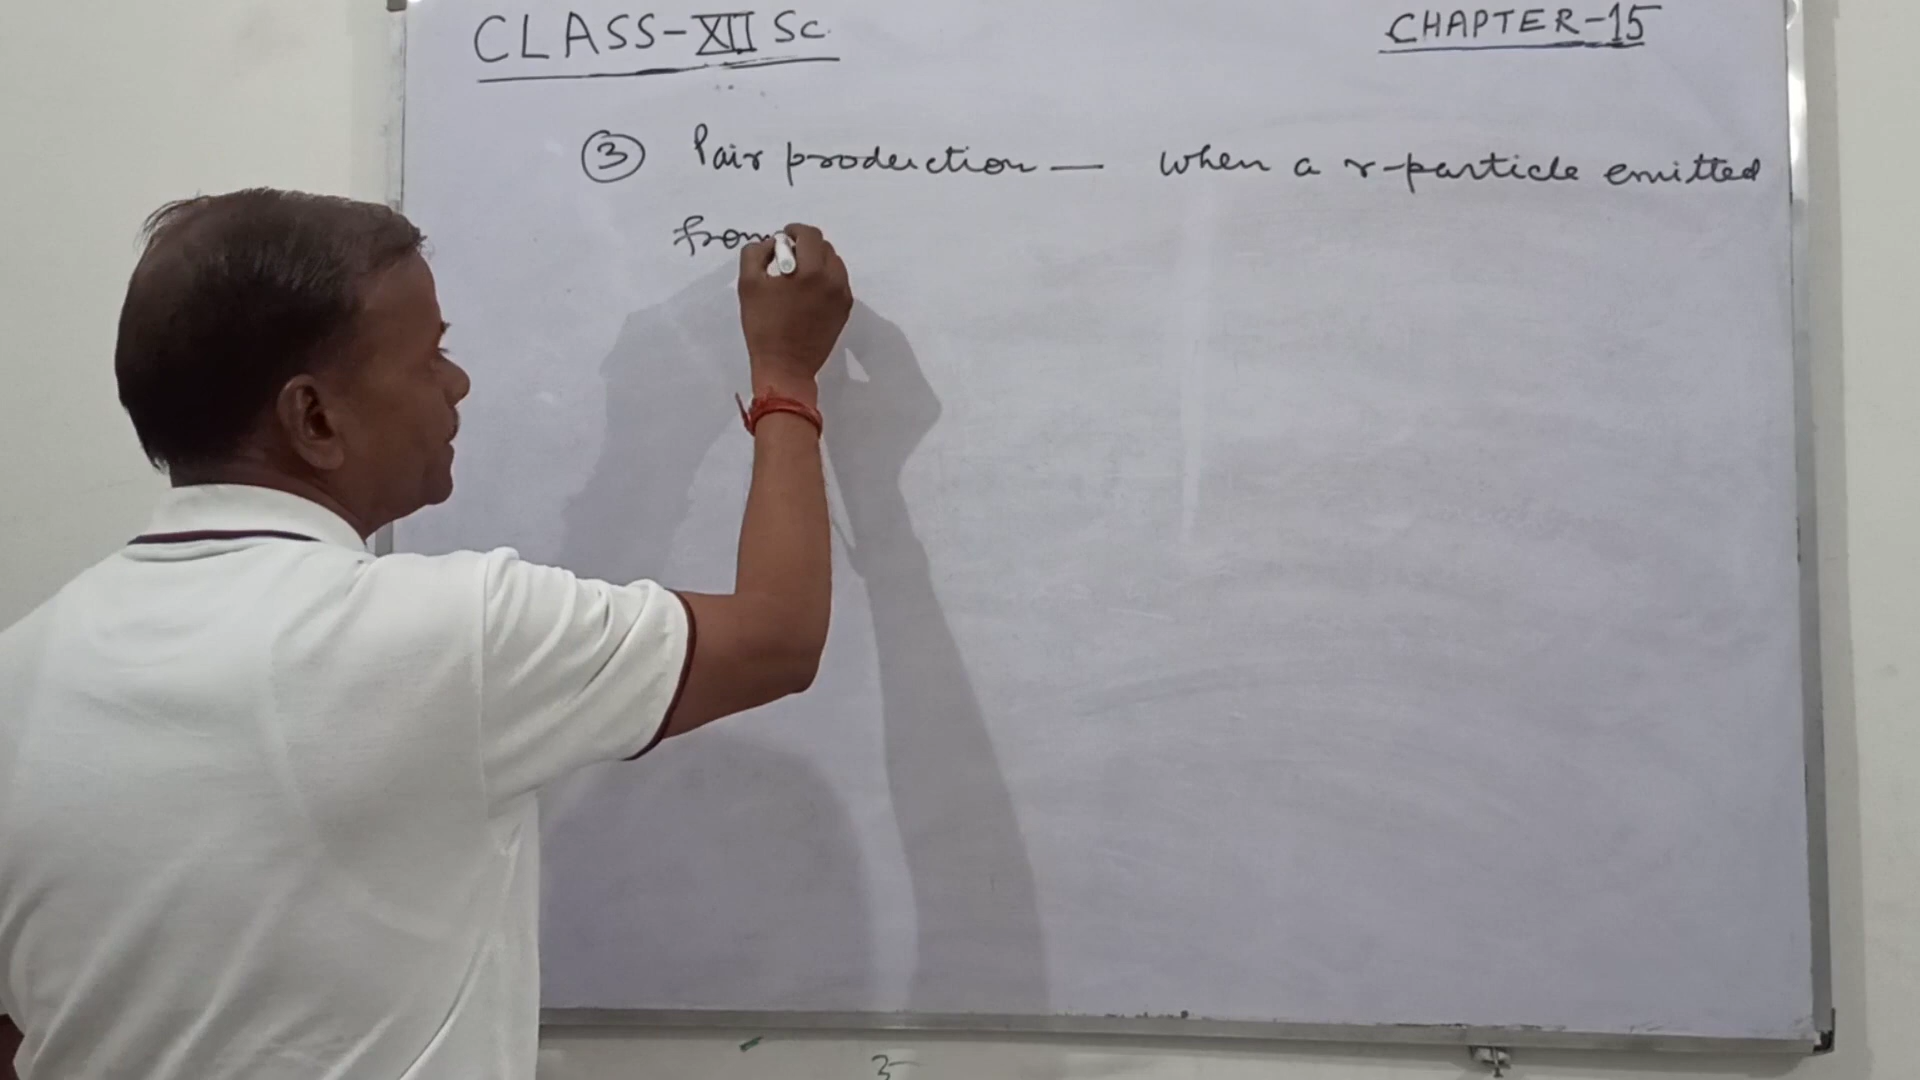 CLASS-XII Sc.
CHAPTER-15
③ Pair production — when a γ-particle emitted
from